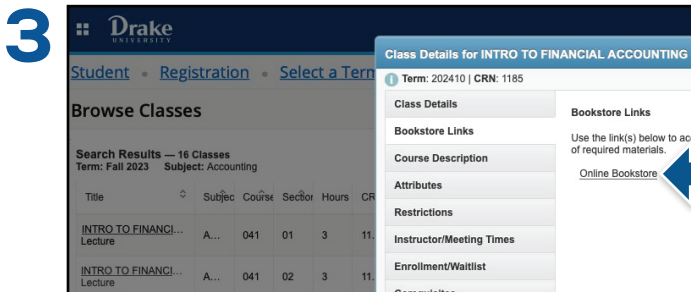 3
Drake
UNIVERSITY
Student • Registration • Select a Term
Browse Classes
Search Results — 16 Classes
Term: Fall 2023 Subject: Accounting
Title Subjec Course Section Hours CR
INTRO TO FINANCI...
Lecture
A... 041 01 3 11.
INTRO TO FINANCI...
Lecture
A... 041 02 3 11.
Class Details for INTRO TO FINANCIAL ACCOUNTING
Term: 202410 | CRN: 1185
Class Details
Bookstore Links
Course Description
Attributes
Restrictions
Instructor/Meeting Times
Enrollment/Waitlist
Bookstore Links
Use the link(s) below to
of required materials.
Online Bookstore